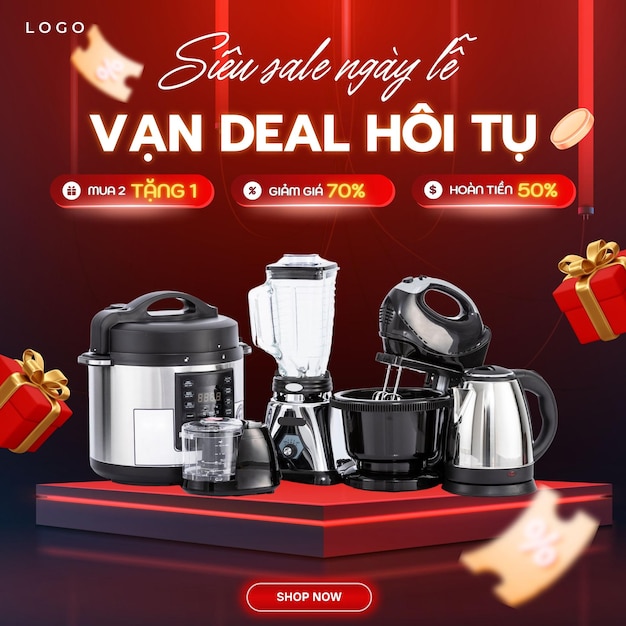 LOGO
Siêu sale ngày lễ
VẠN DEAL HỘI TỤ
MUA 2 TẶNG 1
% GIẢM GIÁ 70%
$ HOÀN TIỀN 50%
%
%
SHOP NOW